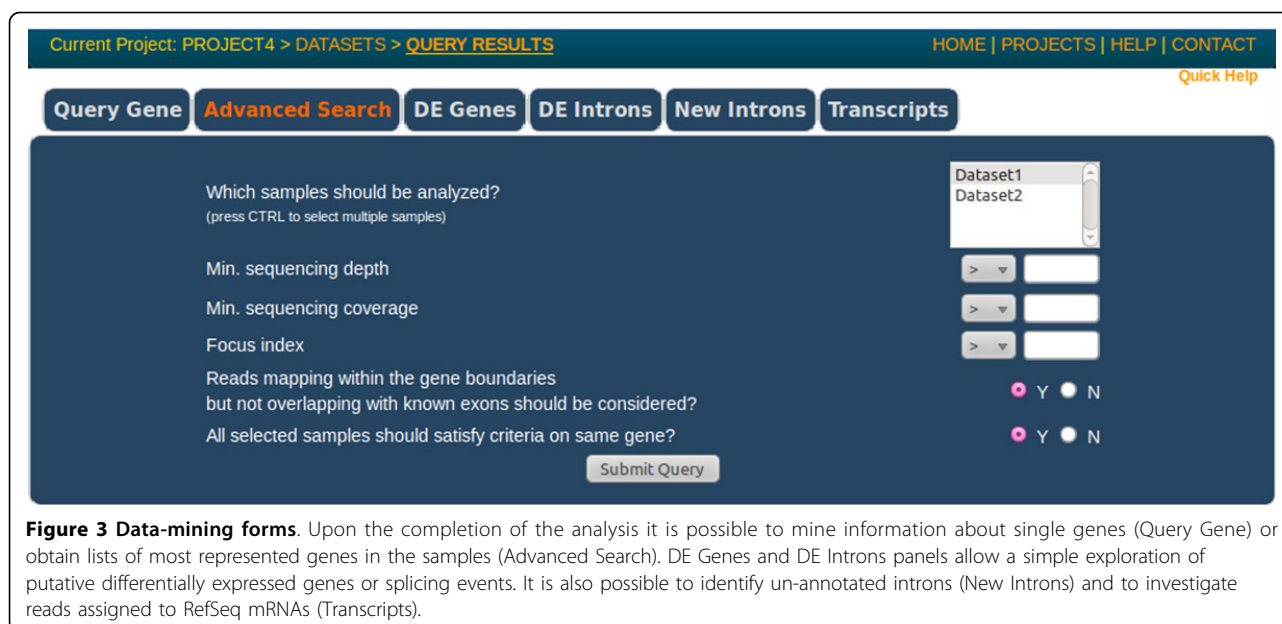 Current Project: PROJECT4 > DATASETS > QUERY RESULTS HOME | PROJECTS | HELP | CONTACT
Quick Help
Query Gene Advanced Search DE Genes DE Introns New Introns Transcripts
Which samples should be analyzed?
(press CTRL to select multiple samples)
Dataset1
Dataset2
Min. sequencing depth >
Min. sequencing coverage >
Focus index >
Reads mapping within the gene boundaries
but not overlapping with known exons should be considered? Y N
All selected samples should satisfy criteria on same gene? Y N
Submit Query
Figure 3 Data-mining forms. Upon the completion of the analysis it is possible to mine information about single genes (Query Gene) or
obtain lists of most represented genes in the samples (Advanced Search). DE Genes and DE Introns panels allow a simple exploration of
putative differentially expressed genes or splicing events. It is also possible to identify un-annotated introns (New Introns) and to investigate
reads assigned to RefSeq mRNAs (Transcripts).